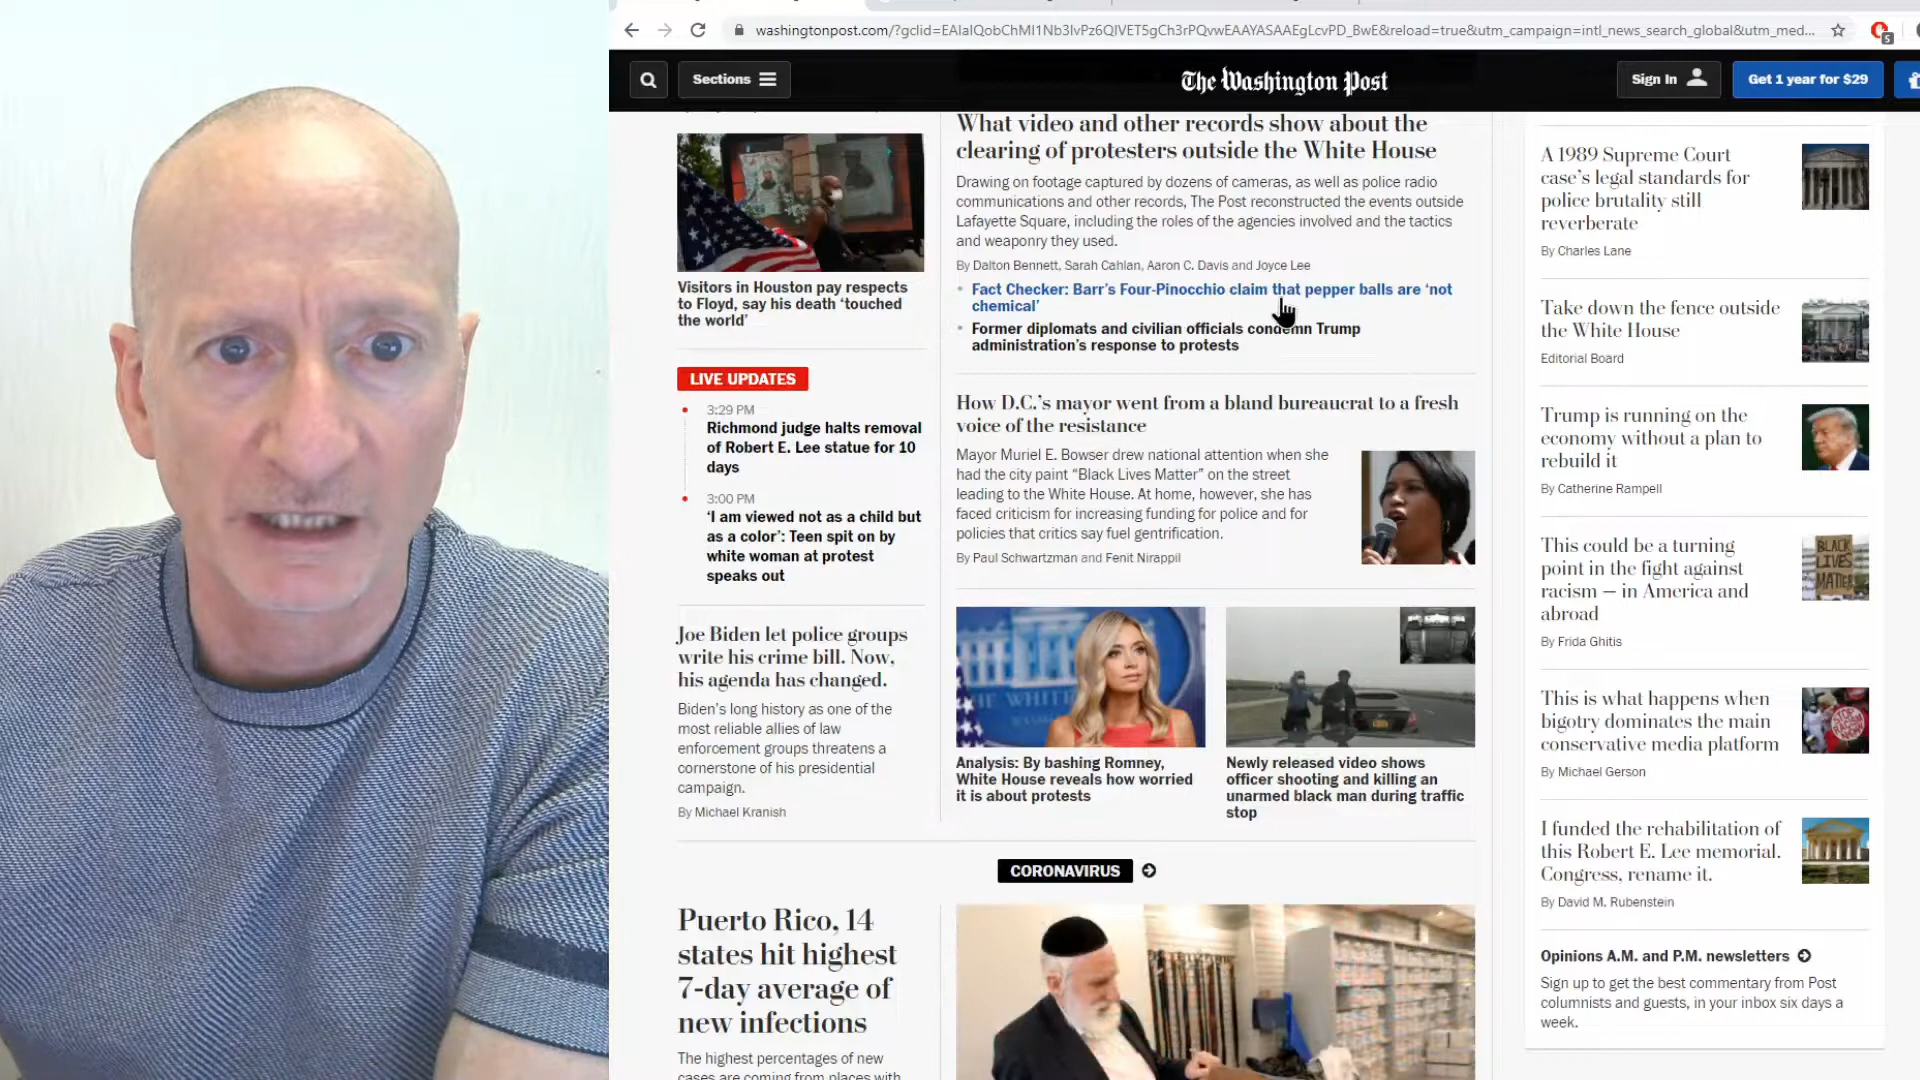 washingtonpost.com/?gclid=EAIaIQobChMI1Nb3IvPz6QIVET5gCh3rPQvwEAAYASAAEgLcvPD_BwE&reload=true&utm_campaign=intl_news_search_global&utm_med...
5
Sections
The Washington Post
Sign In
Get 1 year for $29
Visitors in Houston pay respects
to Floyd, say his death ‘touched
the world’
LIVE UPDATES
3:29 PM
Richmond judge halts removal
of Robert E. Lee statue for 10
days
3:00 PM
‘I am viewed not as a child but
as a color’: Teen spit on by
white woman at protest
speaks out
Joe Biden let police groups
write his crime bill. Now,
his agenda has changed.
Biden’s long history as one of the
most reliable allies of law
enforcement groups threatens a
cornerstone of his presidential
campaign.
By Michael Kranish
What video and other records show about the
clearing of protesters outside the White House
Drawing on footage captured by dozens of cameras, as well as police radio
communications and other records, The Post reconstructed the events outside
Lafayette Square, including the roles of the agencies involved and the tactics
and weaponry they used.
By Dalton Bennett, Sarah Cahlan, Aaron C. Davis and Joyce Lee
Fact Checker: Barr’s Four-Pinocchio claim that pepper balls are ‘not
chemical’
Former diplomats and civilian officials condemn Trump
administration’s response to protests
How D.C.’s mayor went from a bland bureaucrat to a fresh
voice of the resistance
Mayor Muriel E. Bowser drew national attention when she
had the city paint “Black Lives Matter” on the street
leading to the White House. At home, however, she has
faced criticism for increasing funding for police and for
policies that critics say fuel gentrification.
By Paul Schwartzman and Fenit Nirappil
Analysis: By bashing Romney,
White House reveals how worried
it is about protests
Newly released video shows
officer shooting and killing an
unarmed black man during traffic
stop
A 1989 Supreme Court
case’s legal standards for
police brutality still
reverberate
By Charles Lane
Take down the fence outside
the White House
Editorial Board
Trump is running on the
economy without a plan to
rebuild it
By Catherine Rampell
This could be a turning
point in the fight against
racism — in America and
abroad
By Frida Ghitis
BLACK
LIVES
MATTER
This is what happens when
bigotry dominates the main
conservative media platform
By Michael Gerson
I funded the rehabilitation of
this Robert E. Lee memorial.
Congress, rename it.
By David M. Rubenstein
Opinions A.M. and P.M. newsletters
Sign up to get the best commentary from Post
columnists and guests, in your inbox six days a
week.
CORONAVIRUS
Puerto Rico, 14
states hit highest
7-day average of
new infections
The highest percentages of new
cases are coming from places with